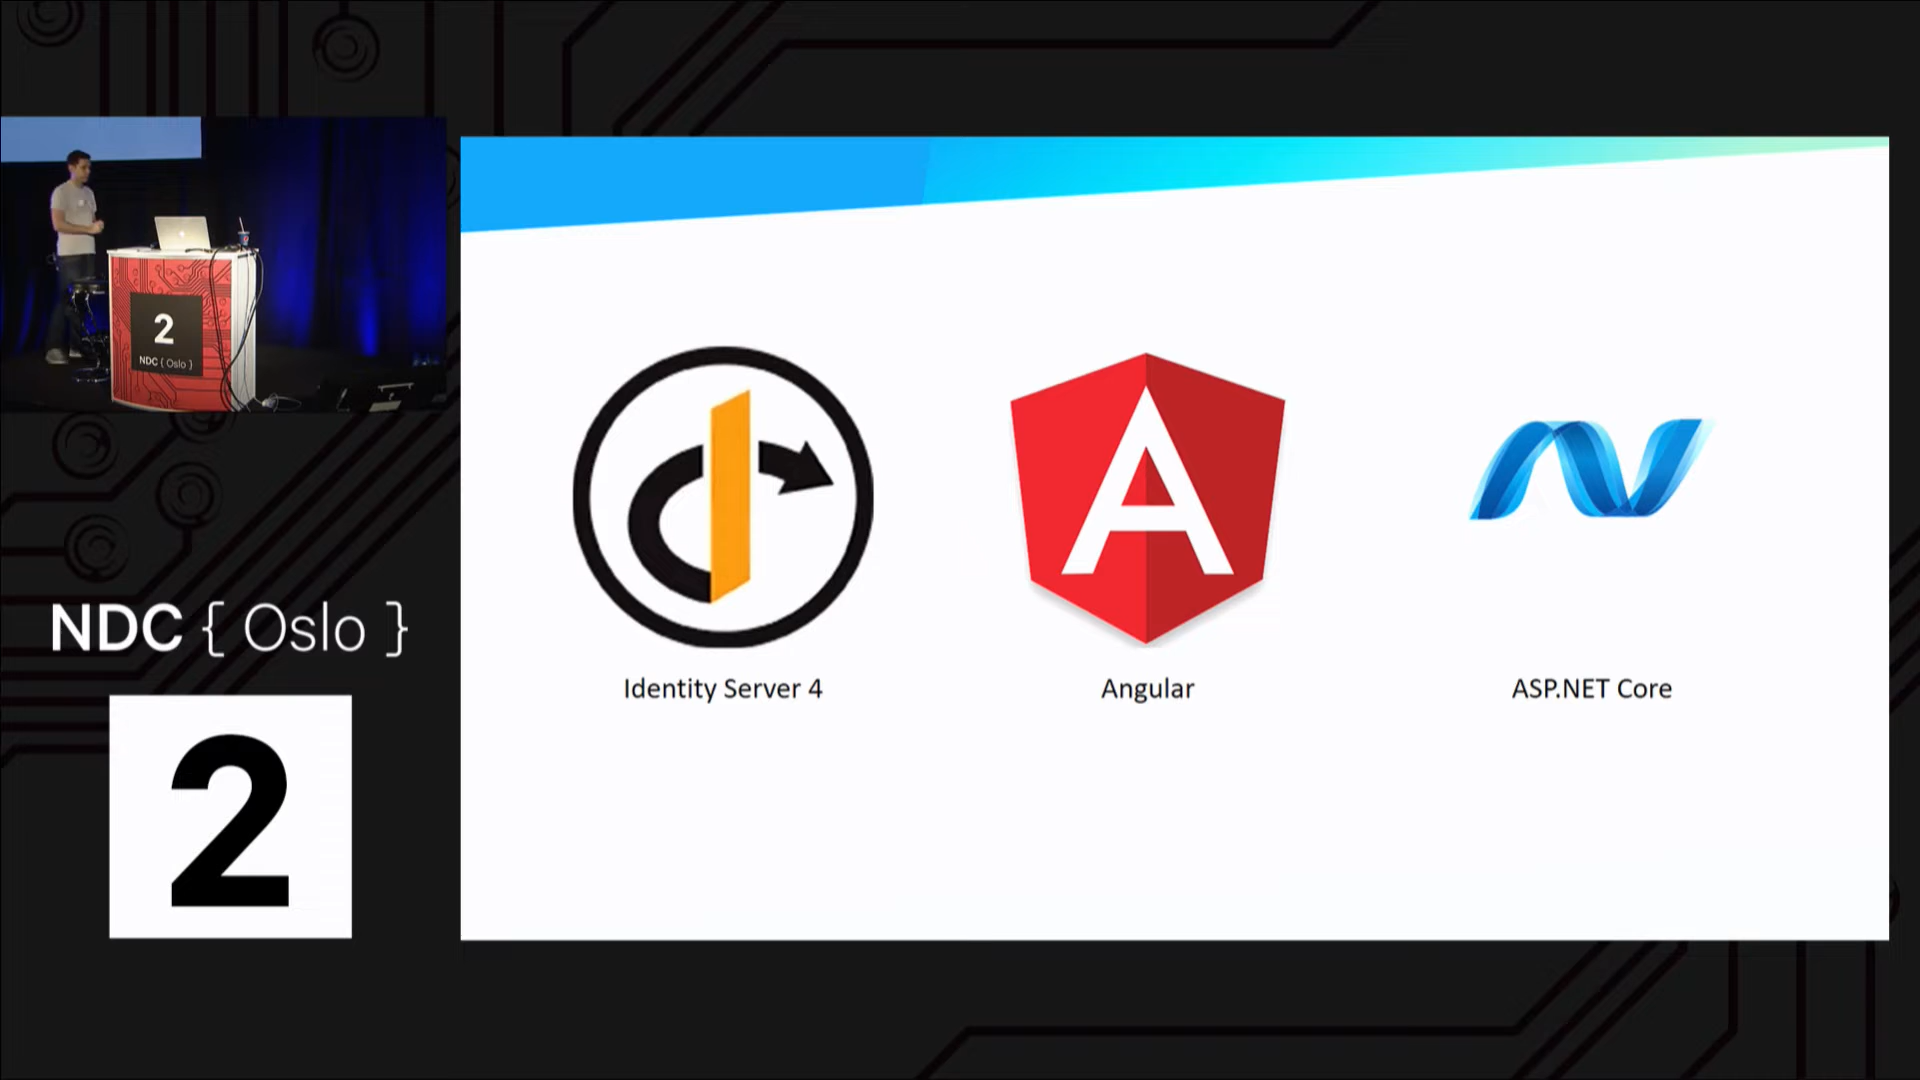 2
NDC { Oslo }
NDC { Oslo }
2
Identity Server 4
Angular
ASP.NET Core